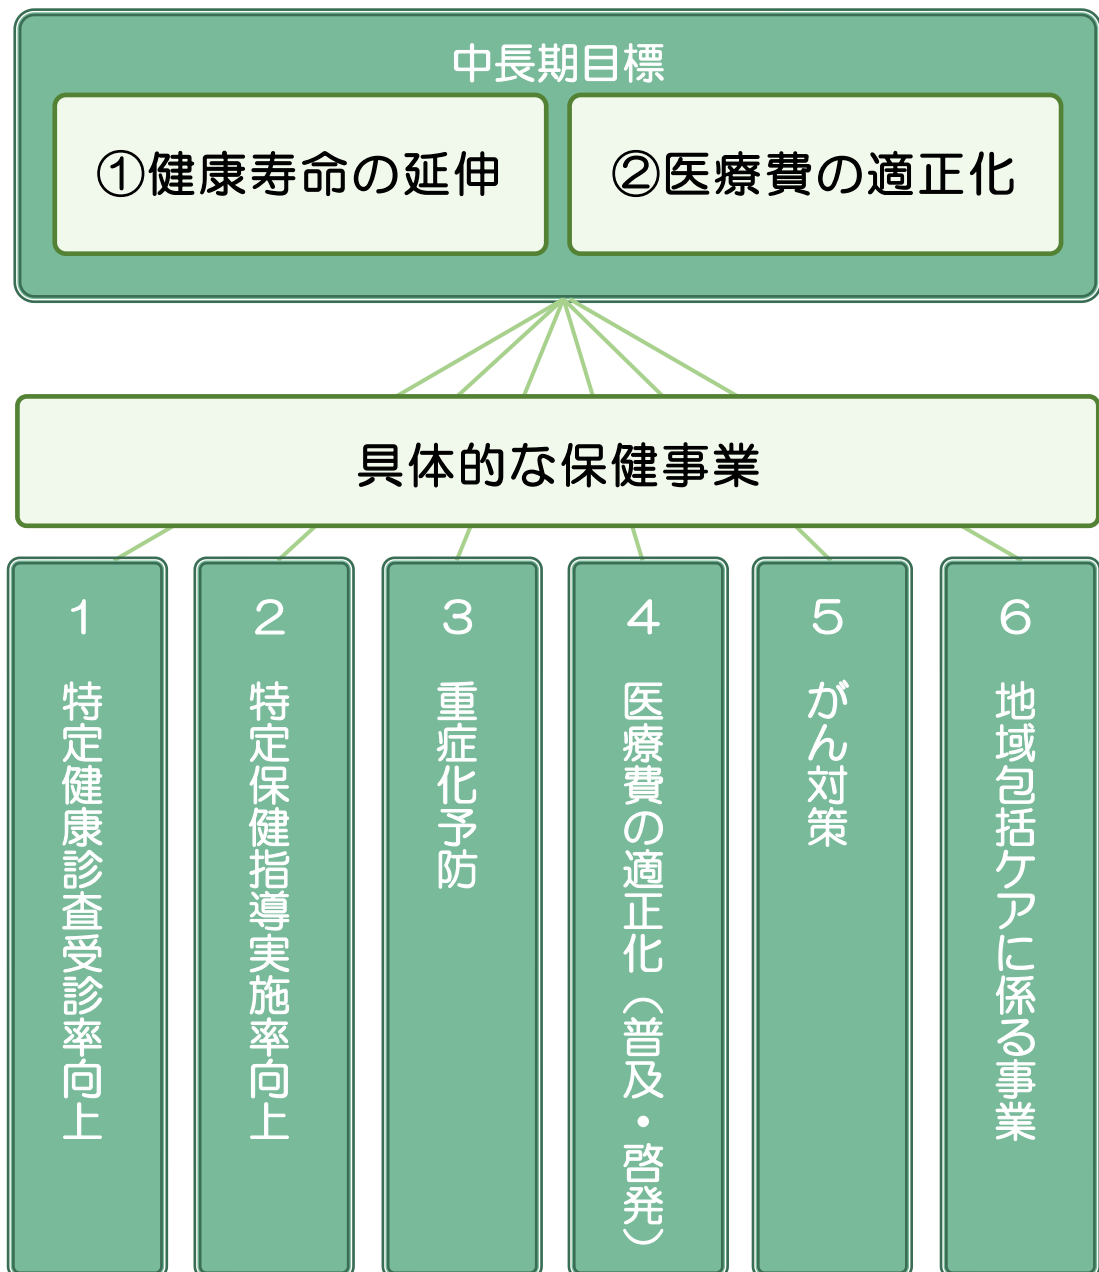 中長期目標
①健康寿命の延伸
②医療費の適正化
具体的な保健事業
１　特定健康診査受診率向上
２　特定保健指導実施率向上
３　重症化予防
４　医療費の適正化（普及・啓発）
５　がん対策
６　地域包括ケアに係る事業